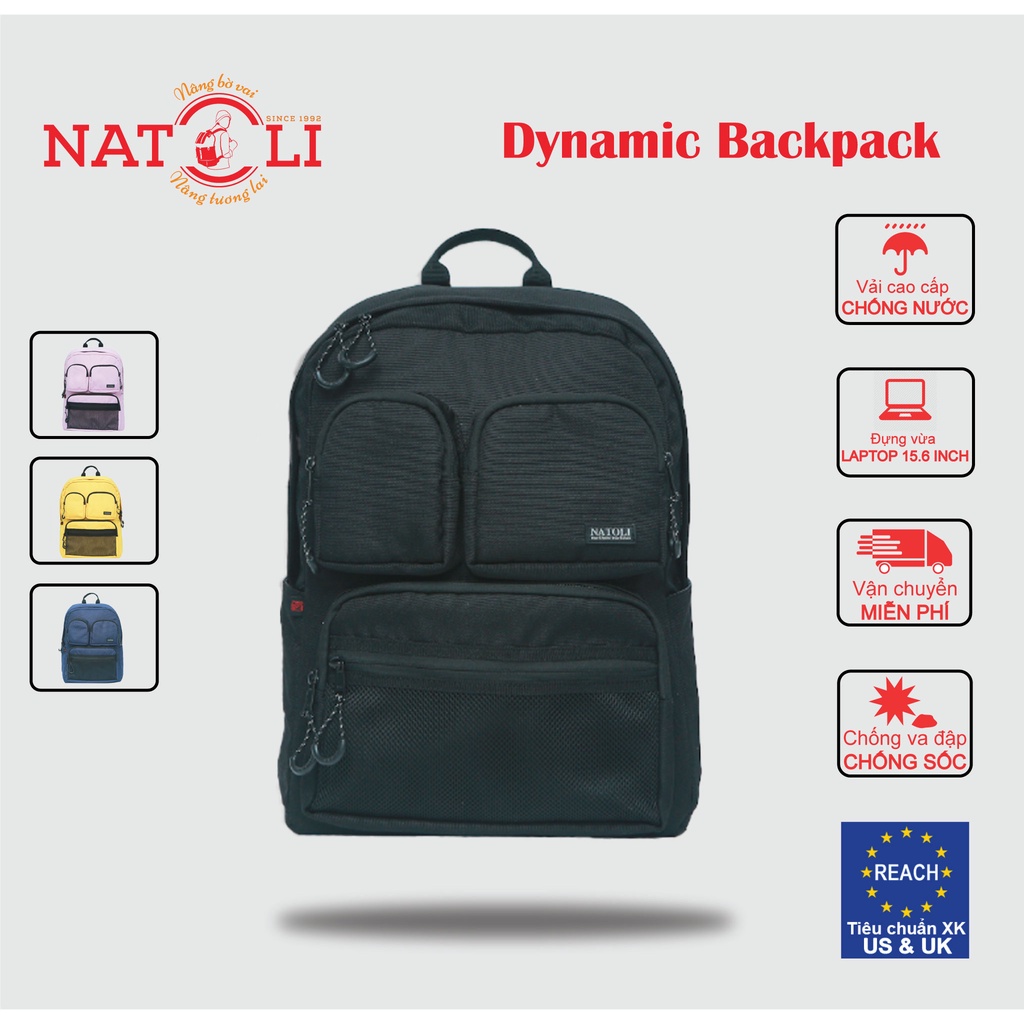 Nâng bờ vai
SINCE 1992
NATOLI
Nâng tương lai
Dynamic Backpack
Vải cao cấp
CHỐNG NƯỚC
Đựng vừa
LAPTOP 15.6 INCH
NATOLI
Vận chuyển
MIỄN PHÍ
Chống va đập
CHỐNG SỐC
REACH
Tiêu chuẩn XK
US & UK